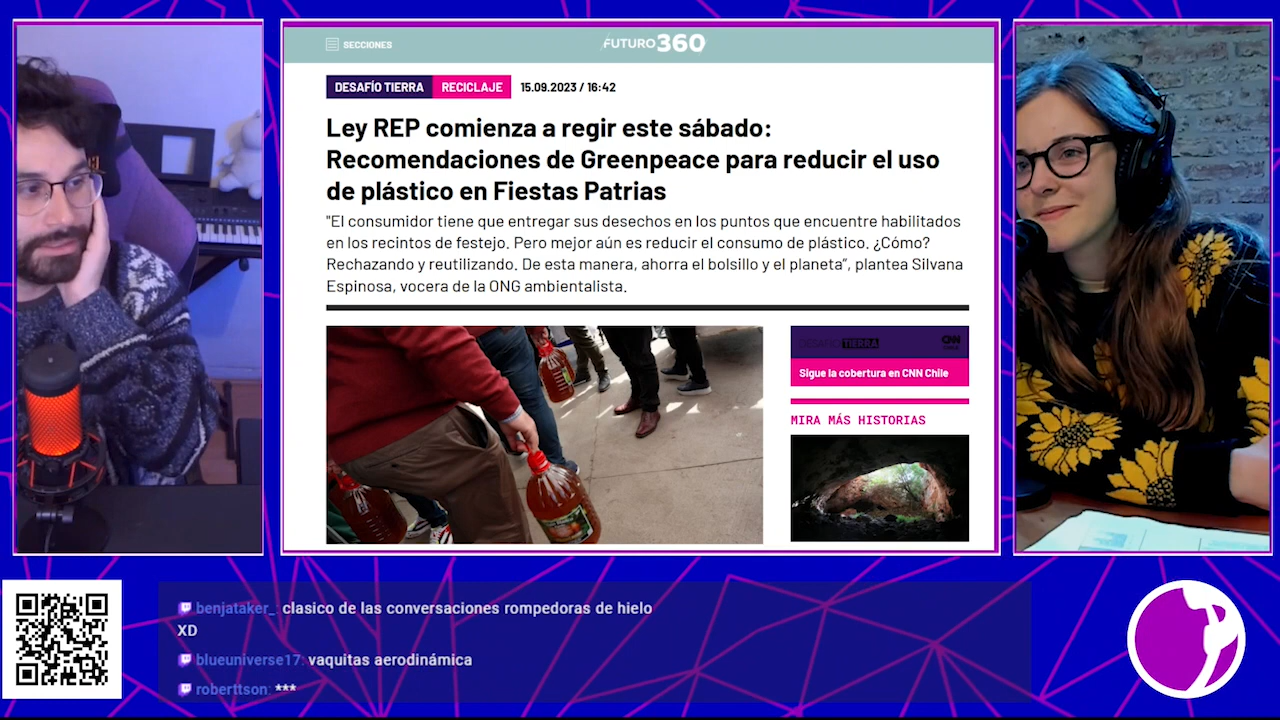 SECCIONES
FUTURO360
DESAFÍO TIERRA RECICLAJE 15.09.2023 / 16:42
Ley REP comienza a regir este sábado:
Recomendaciones de Greenpeace para reducir el uso
de plástico en Fiestas Patrias
"El consumidor tiene que entregar sus desechos en los puntos que encuentre habilitados
en los recintos de festejo. Pero mejor aún es reducir el consumo de plástico. ¿Cómo?
Rechazando y reutilizando. De esta manera, ahorra el bolsillo y el planeta”, plantea Silvana
Espinosa, vocera de la ONG ambientalista.
DESAFÍO TIERRA CNN
Sigue la cobertura en CNN Chile
MIRA MÁS HISTORIAS
benjataker_: clasico de las conversaciones rompedoras de hielo
XD
blueuniverse17: vaquitas aerodinámica
roberttson: ***